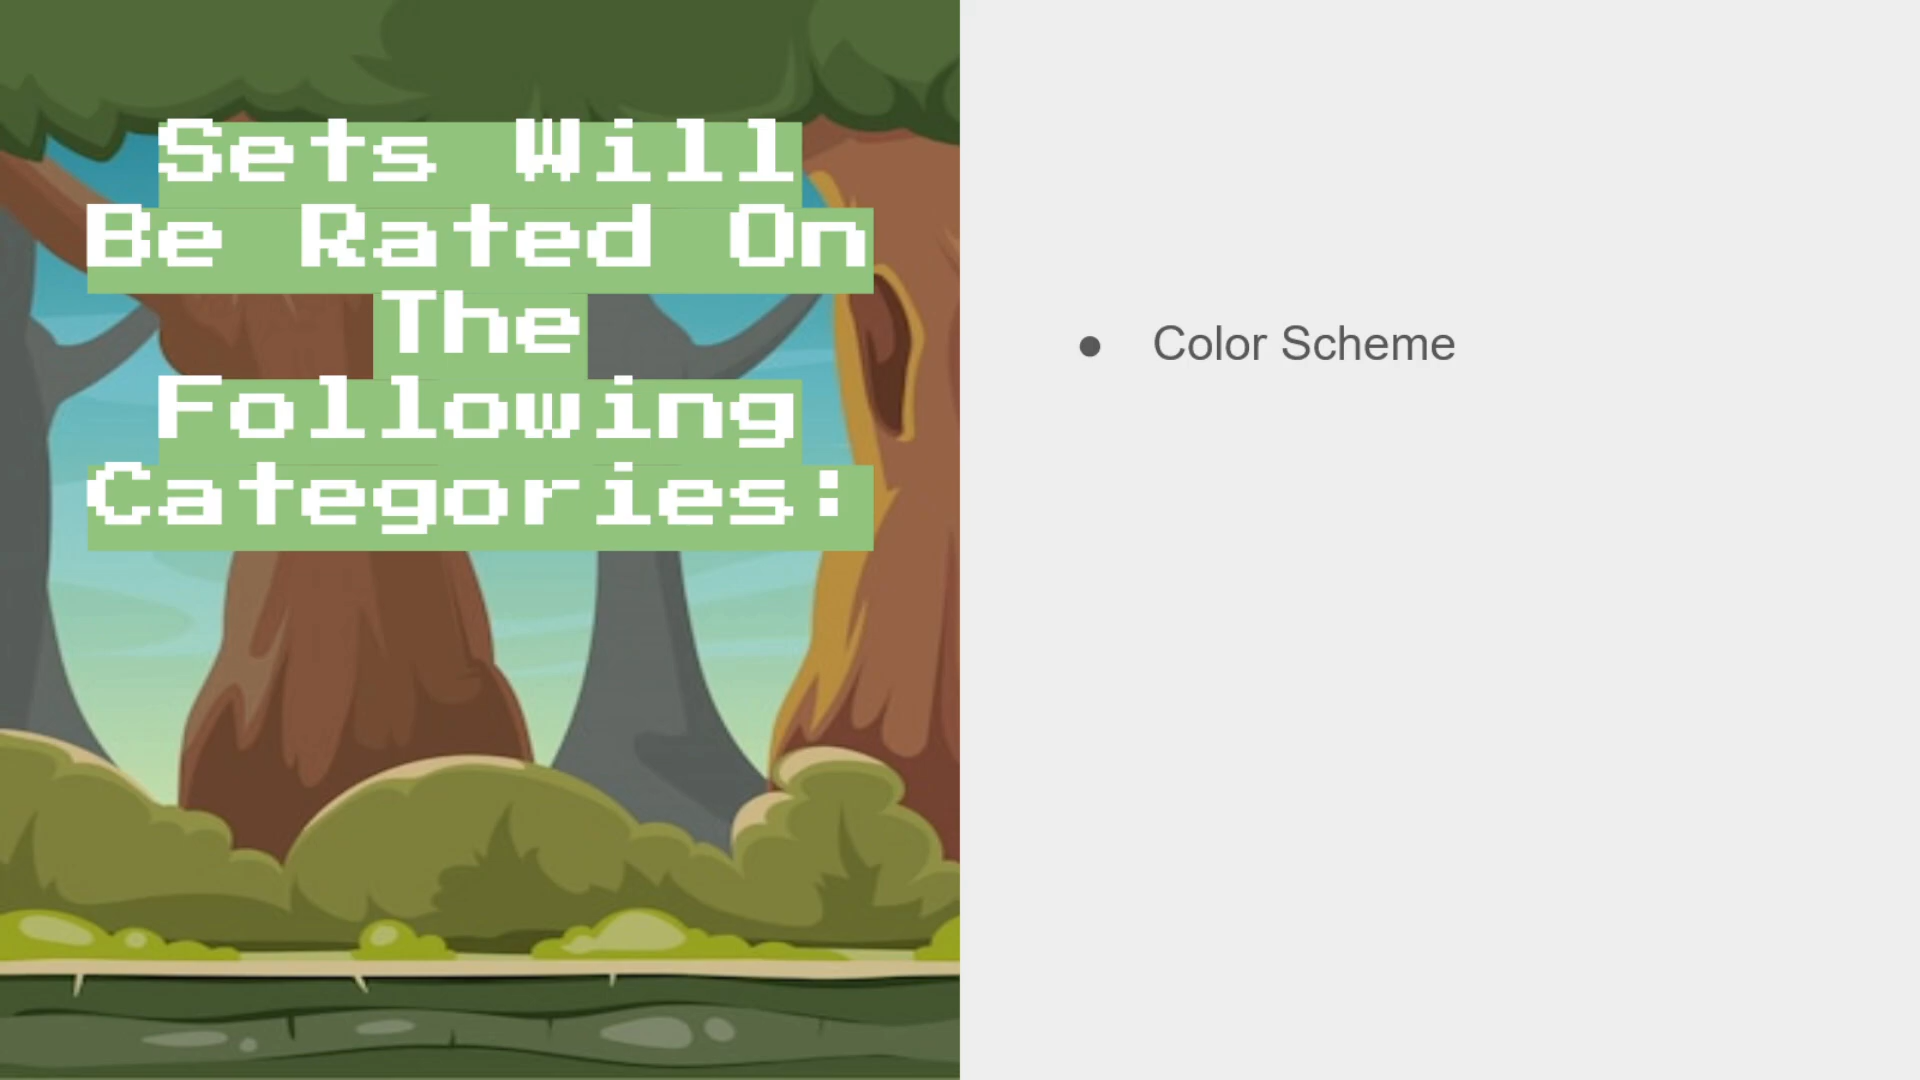 Sets Will
Be Rated On
The
Following
Categories:
● Color Scheme